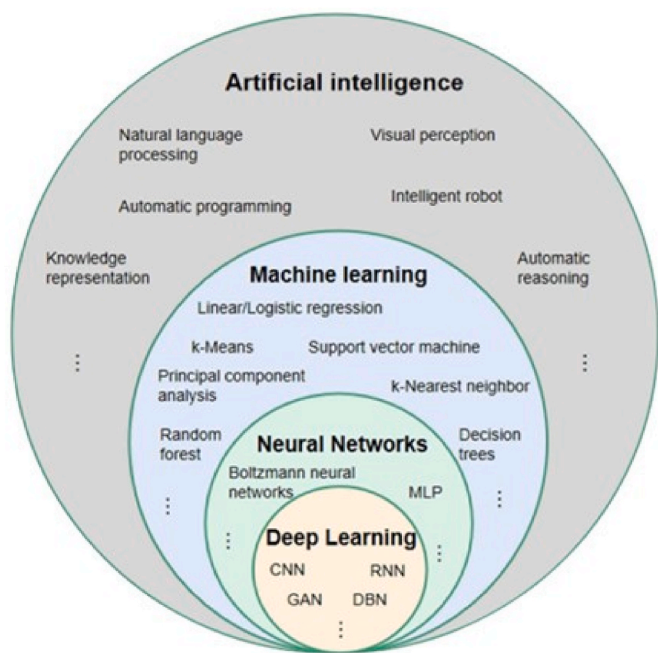 Artificial intelligence
Natural language
processing
Visual perception
Automatic programming
Intelligent robot
Knowledge
representation
Automatic
reasoning
⋮
⋮
Machine learning
Linear/Logistic regression
k-Means
Support vector machine
Principal component
analysis
k-Nearest neighbor
Random
forest
Decision
trees
⋮
⋮
Neural Networks
Boltzmann neural
networks
MLP
⋮
⋮
Deep Learning
CNN
RNN
GAN
DBN
⋮